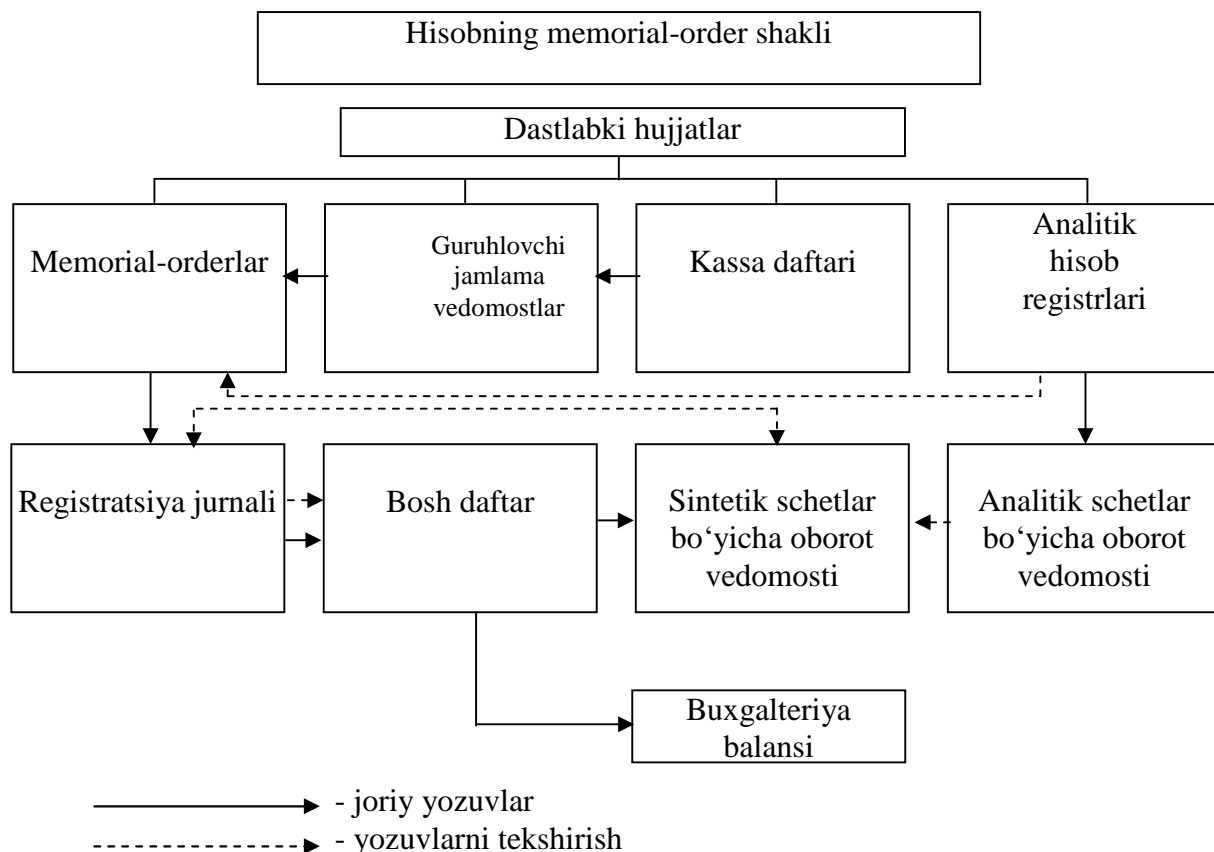 Hisobning memorial-order shakli
Dastlabki hujjatlar
Memorial-orderlar
Guruhlovchi
jamlama
vedomostlar
Kassa daftari
Analitik
hisob
registrlari
Registratsiya jurnali
Bosh daftar
Sintetik schetlar
bo‘yicha oborot
vedomosti
Analitik schetlar
bo‘yicha oborot
vedomosti
Buxgalteriya
balansi
- joriy yozuvlar
- yozuvlarni tekshirish